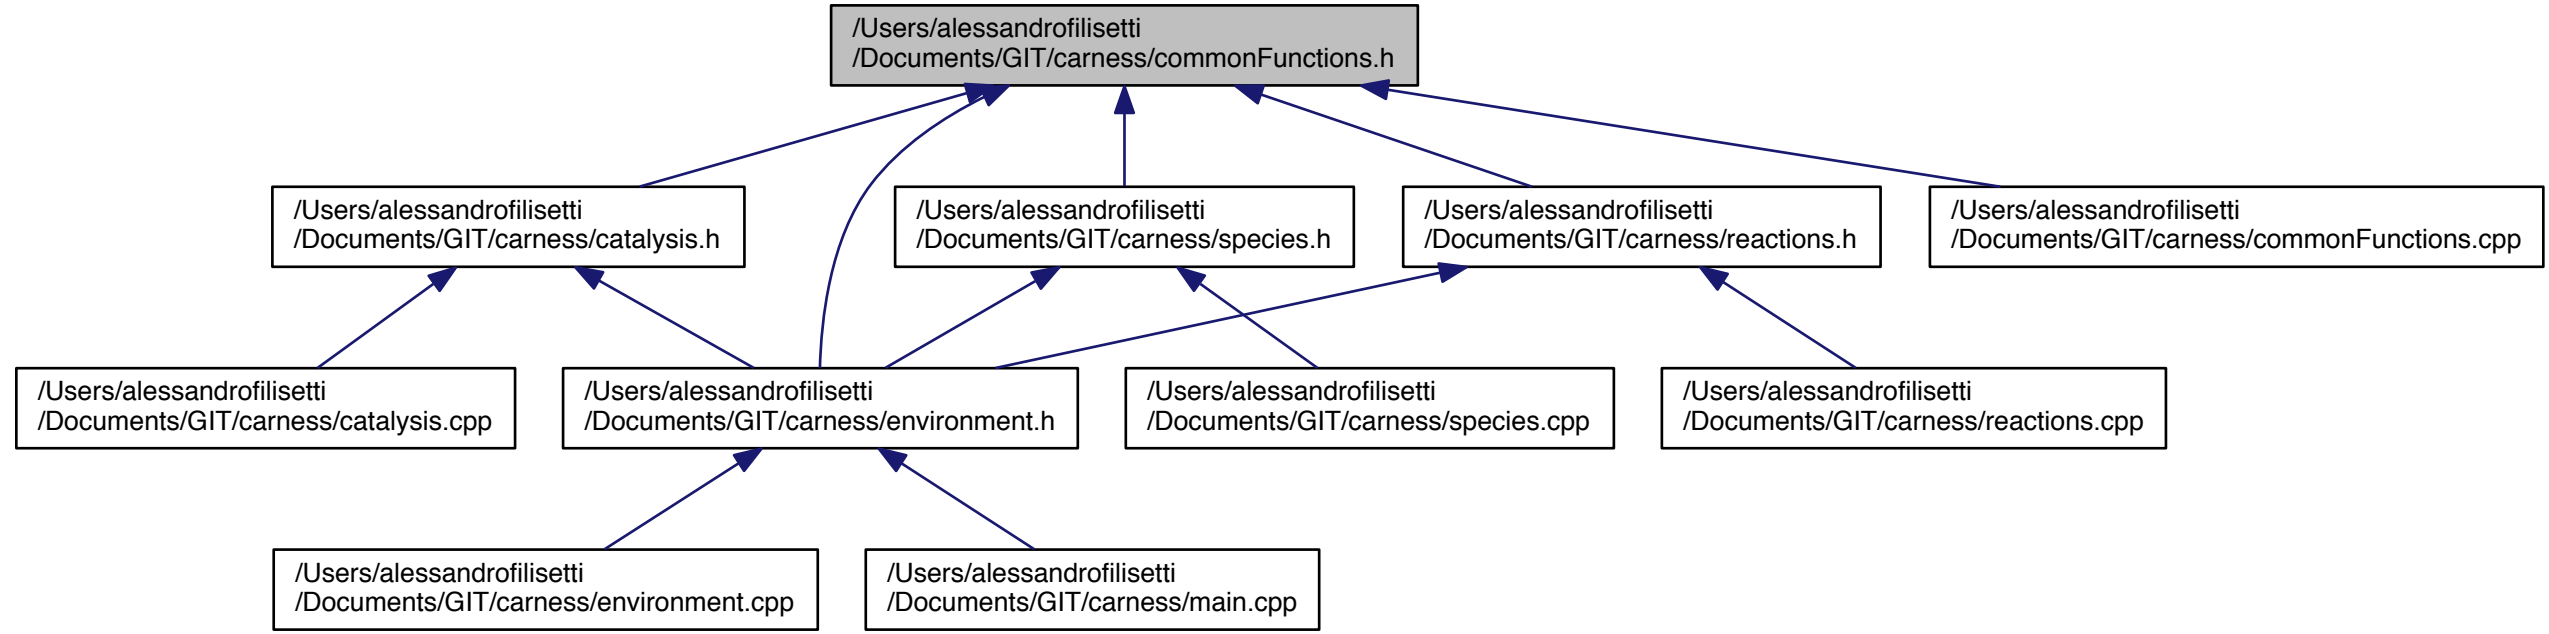 /Users/alessandrofilisetti
/Documents/GIT/carness/commonFunctions.h
/Users/alessandrofilisetti
/Documents/GIT/carness/catalysis.h
/Users/alessandrofilisetti
/Documents/GIT/carness/species.h
/Users/alessandrofilisetti
/Documents/GIT/carness/reactions.h
/Users/alessandrofilisetti
/Documents/GIT/carness/commonFunctions.cpp
/Users/alessandrofilisetti
/Documents/GIT/carness/catalysis.cpp
/Users/alessandrofilisetti
/Documents/GIT/carness/environment.h
/Users/alessandrofilisetti
/Documents/GIT/carness/species.cpp
/Users/alessandrofilisetti
/Documents/GIT/carness/reactions.cpp
/Users/alessandrofilisetti
/Documents/GIT/carness/environment.cpp
/Users/alessandrofilisetti
/Documents/GIT/carness/main.cpp